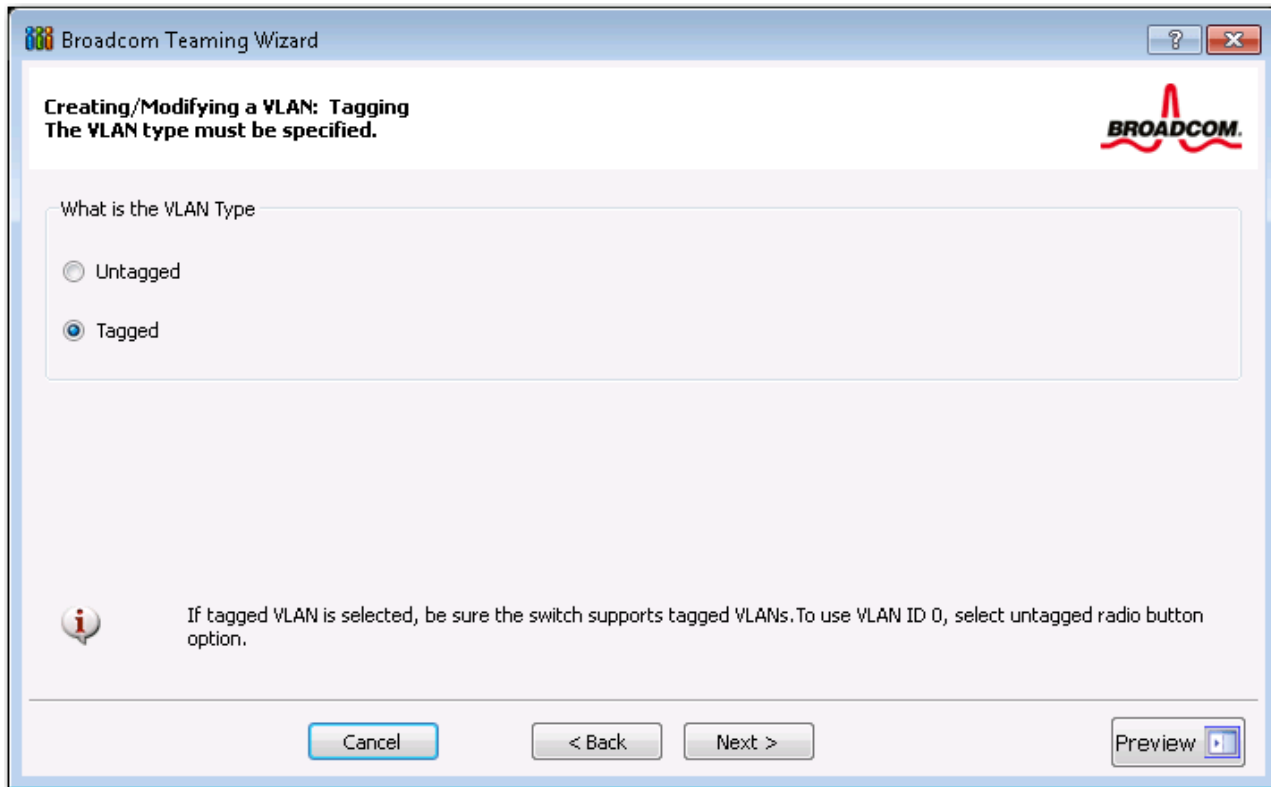 Broadcom Teaming Wizard
Creating/Modifying a VLAN: Tagging
The VLAN type must be specified.
BROADCOM.
What is the VLAN Type
Untagged
Tagged
If tagged VLAN is selected, be sure the switch supports tagged VLANs.To use VLAN ID 0, select untagged radio button
option.
Cancel
< Back
Next >
Preview